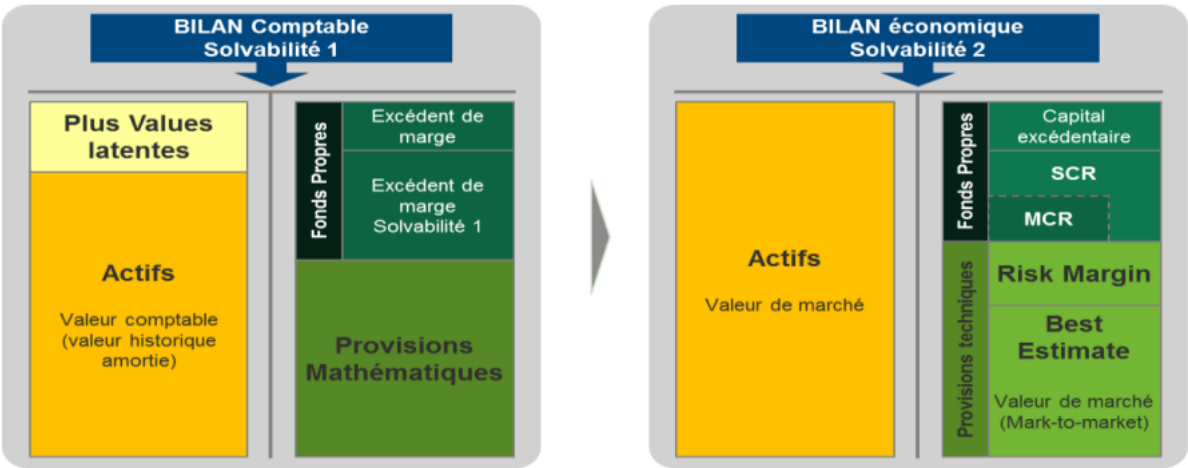 BILAN Comptable
Solvabilité 1
Plus Values
latentes
Actifs
Valeur comptable
(valeur historique
amortie)
Fonds Propres
Excédent de
marge
Excédent de
marge
Solvabilité 1
Provisions
Mathématiques
BILAN économique
Solvabilité 2
Actifs
Valeur de marché
Fonds Propres
Capital
excédentaire
SCR
MCR
Provisions techniques
Risk Margin
Best
Estimate
Valeur de marché
(Mark-to-market)